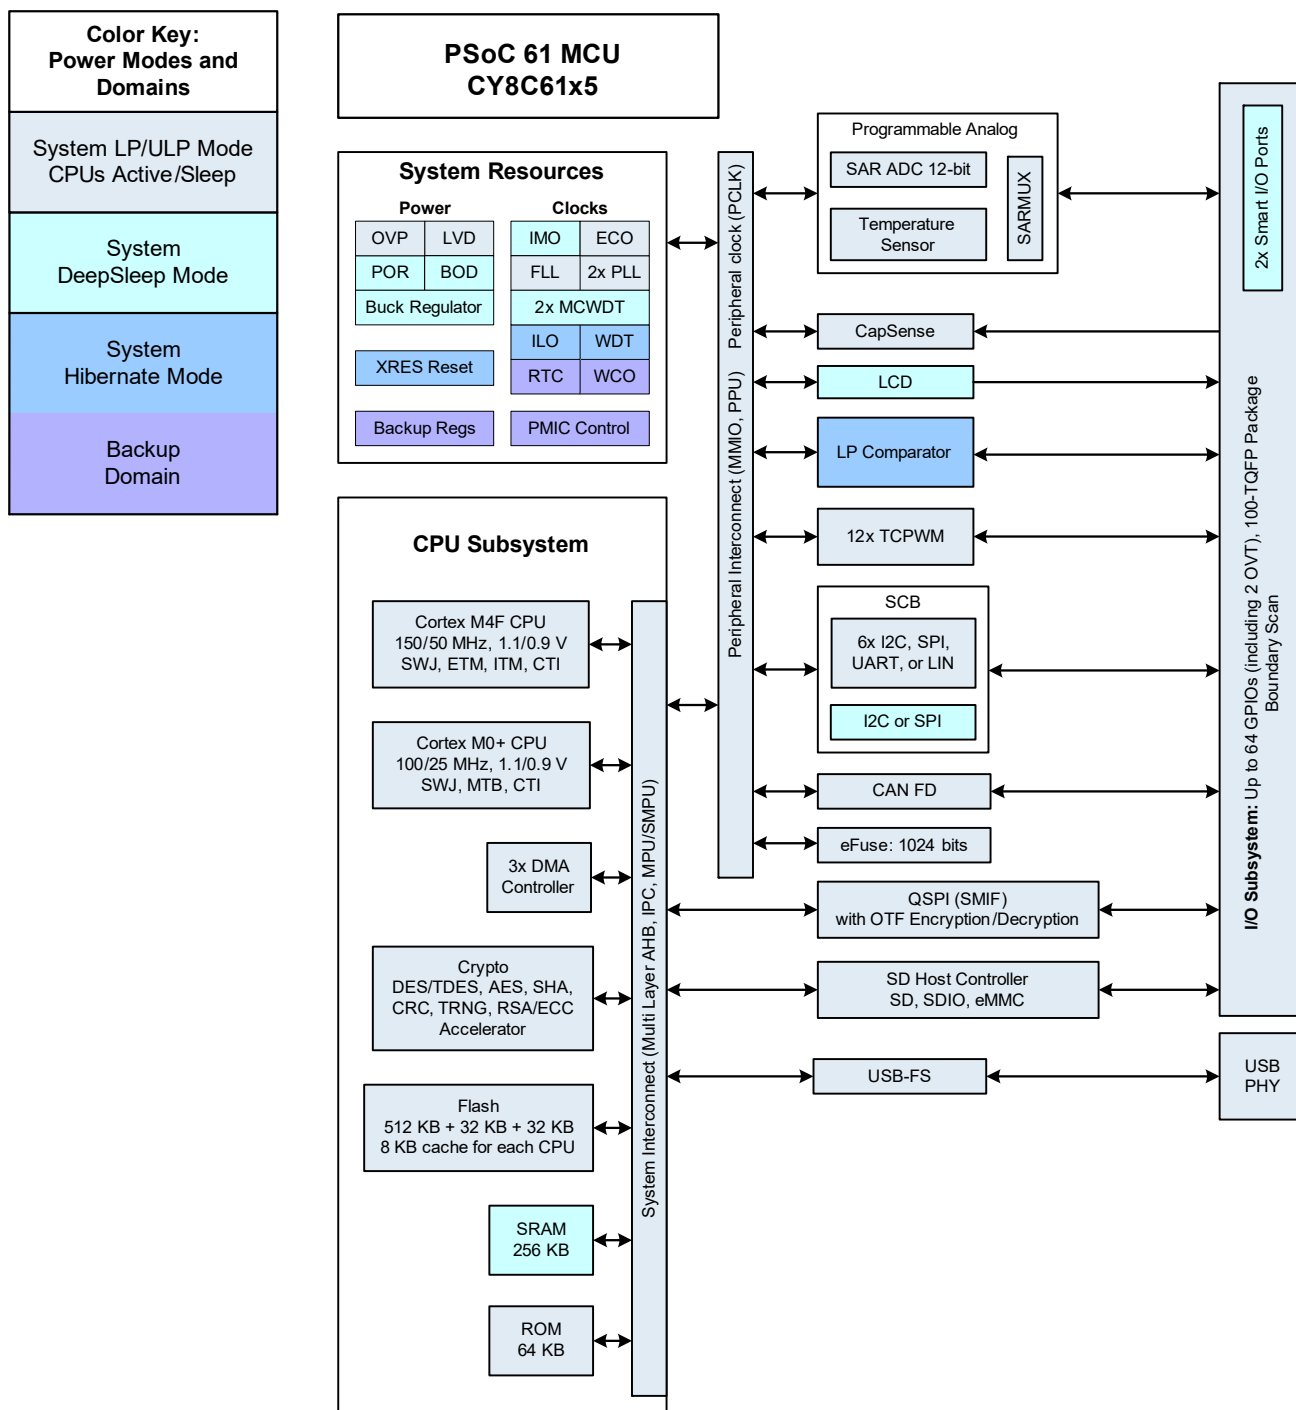 Color Key:
Power Modes and
Domains
System LP/ULP Mode
CPUs Active/Sleep
System
DeepSleep Mode
System
Hibernate Mode
Backup
Domain
PSoC 61 MCU
CY8C61x5
System Resources
Power
Clocks
OVP
LVD
POR
BOD
Buck Regulator
XRES Reset
Backup Regs
IMO
ECO
FLL
2x PLL
2x MCWDT
ILO
WDT
RTC
WCO
PMIC Control
CPU Subsystem
Cortex M4F CPU
150/50 MHz, 1.1/0.9 V
SWJ, ETM, ITM, CTI
Cortex M0+ CPU
100/25 MHz, 1.1/0.9 V
SWJ, MTB, CTI
3x DMA
Controller
Crypto
DES/TDES, AES, SHA,
CRC, TRNG, RSA/ECC
Accelerator
Flash
512 KB + 32 KB + 32 KB
8 KB cache for each CPU
SRAM
256 KB
ROM
64 KB
System Interconnect (Multi Layer AHB, IPC, MPU/SMPU)
Peripheral Interconnect (MMIO, PPU) Peripheral clock (PCLK)
Programmable Analog
SAR ADC 12-bit
Temperature
Sensor
SARMUX
CapSense
LCD
LP Comparator
12x TCPWM
SCB
6x I2C, SPI,
UART, or LIN
I2C or SPI
CAN FD
eFuse: 1024 bits
QSPI (SMIF)
with OTF Encryption/Decryption
SD Host Controller
SD, SDIO, eMMC
USB-FS
2x Smart I/O Ports
I/O Subsystem: Up to 64 GPIOs (including 2 OVT), 100-TQFP Package
Boundary Scan
USB
PHY